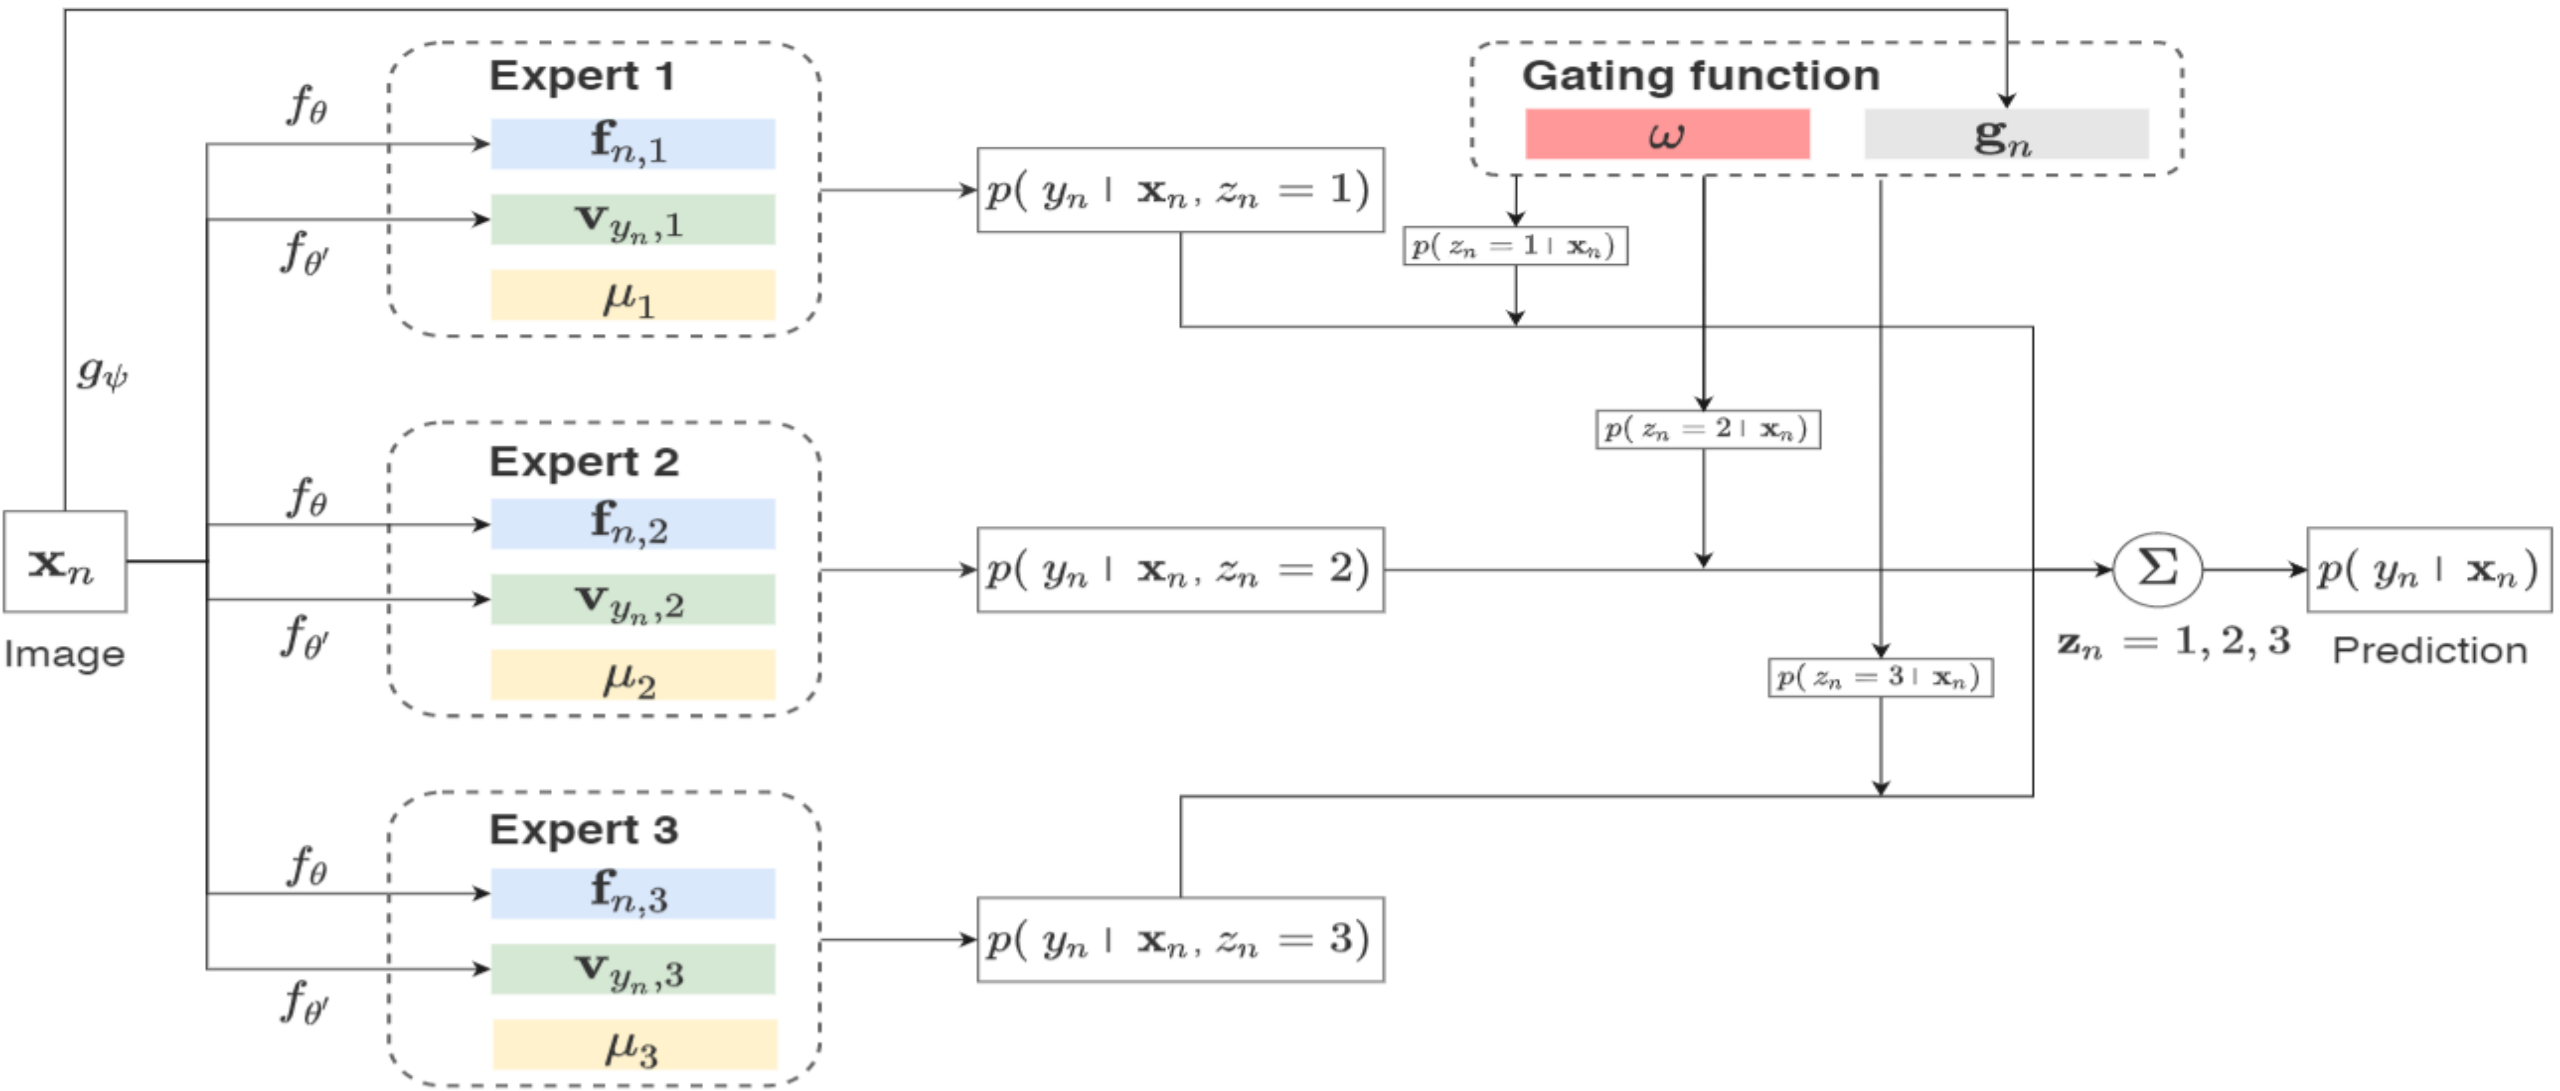 Expert 1
f_θ
f_{n,1}
v_{y_n,1}
f_{θ'}
μ_1
p( y_n | x_n, z_n = 1)
Gating function
ω
g_n
p( z_n = 1 | x_n)
g_ψ
Expert 2
f_θ
f_{n,2}
v_{y_n,2}
f_{θ'}
μ_2
p( y_n | x_n, z_n = 2)
p( z_n = 2 | x_n)
x_n
Image
p( z_n = 3 | x_n)
Σ
z_n = 1, 2, 3
p( y_n | x_n)
Prediction
Expert 3
f_θ
f_{n,3}
v_{y_n,3}
f_{θ'}
μ_3
p( y_n | x_n, z_n = 3)